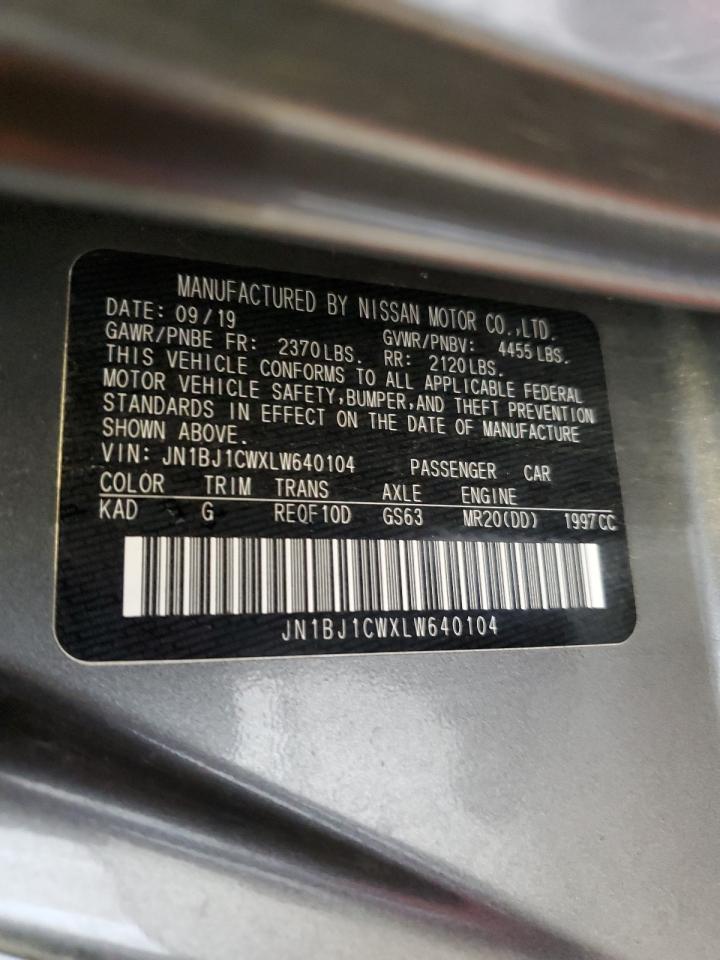 MANUFACTURED BY NISSAN MOTOR CO.,LTD.
DATE: 09/19
GVWR/PNBV: 4455 LBS.
GAWR/PNBE FR: 2370LBS. RR: 2120LBS.
THIS VEHICLE CONFORMS TO ALL APPLICABLE FEDERAL
MOTOR VEHICLE SAFETY,BUMPER,AND THEFT PREVENTION
STANDARDS IN EFFECT ON THE DATE OF MANUFACTURE
SHOWN ABOVE.
VIN: JN1BJ1CWXLW640104 PASSENGER CAR
COLOR TRIM TRANS AXLE ENGINE
KAD G REOF10D GS63 MR20(DD) 1997CC
JN1BJ1CWXLW640104